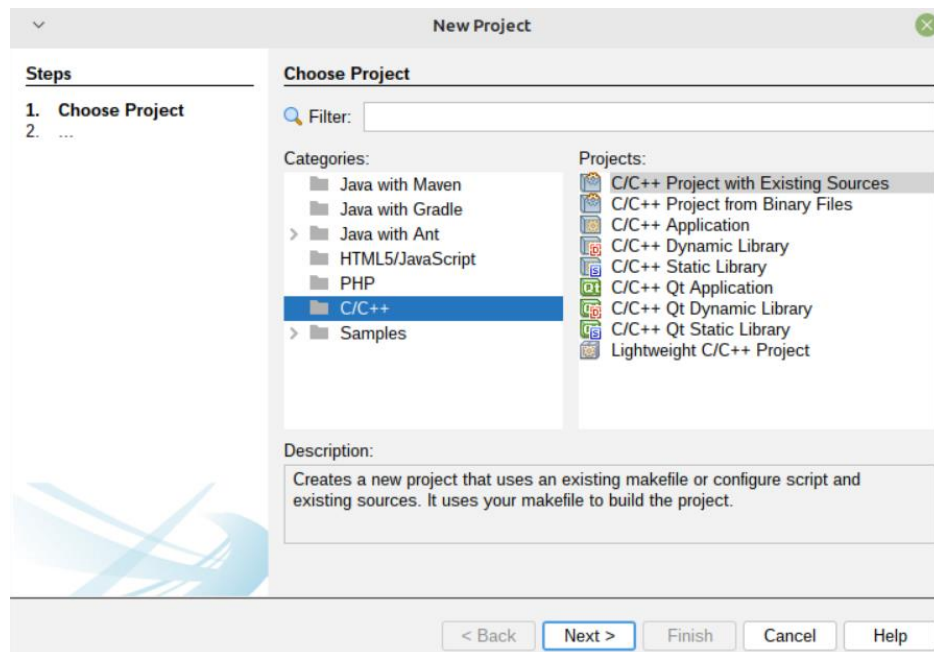 New Project
Steps
1. Choose Project
2. ...
Choose Project
Filter:
Categories:
Java with Maven
Java with Gradle
Java with Ant
HTML5/JavaScript
PHP
C/C++
Samples
Projects:
C/C++ Project with Existing Sources
C/C++ Project from Binary Files
C/C++ Application
C/C++ Dynamic Library
C/C++ Static Library
C/C++ Qt Application
C/C++ Qt Dynamic Library
C/C++ Qt Static Library
Lightweight C/C++ Project
Description:
Creates a new project that uses an existing makefile or configure script and
existing sources. It uses your makefile to build the project.
< Back
Next >
Finish
Cancel
Help